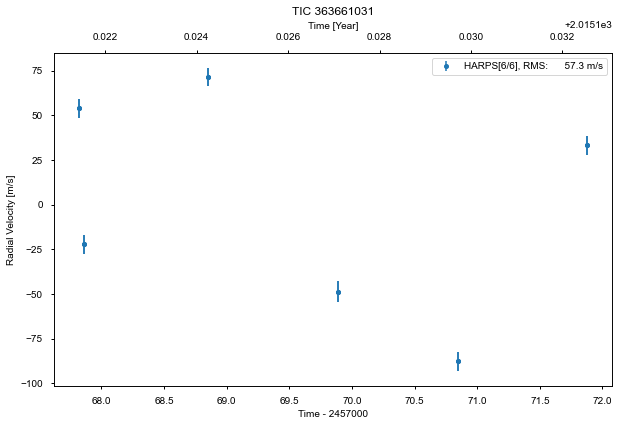 TIC 363661031
Time [Year]
+2.0151e3
0.022 0.024 0.026 0.027 0.028 0.030 0.032
HARPS[6/6], RMS: 57.3 m/s
Radial Velocity [m/s]
75
50
25
0
−25
−50
−75
−100
68.0 68.5 69.0 69.5 70.0 70.5 71.0 71.5 72.0
Time - 2457000